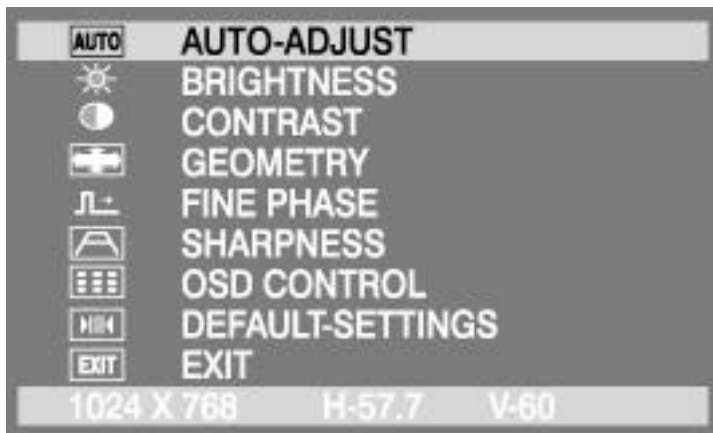 AUTO AUTO-ADJUST
BRIGHTNESS
CONTRAST
GEOMETRY
FINE PHASE
SHARPNESS
OSD CONTROL
DEFAULT-SETTINGS
EXIT EXIT
1024 X 768 H-57.7 V-60